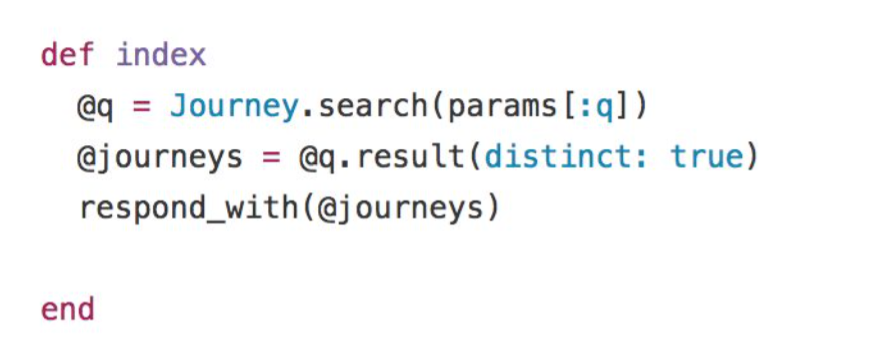 def index
  @q = Journey.search(params[:q])
  @journeys = @q.result(distinct: true)
  respond_with(@journeys)

end